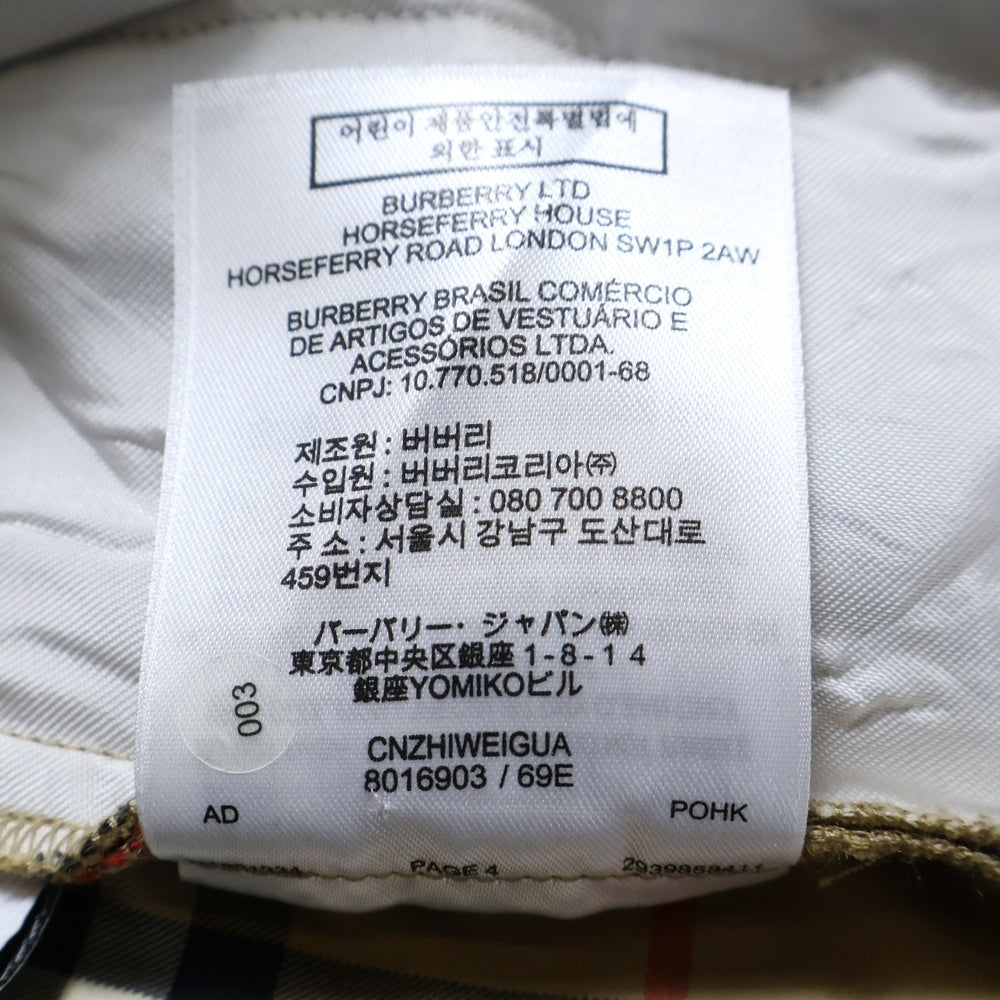 어린이 제품안전특별법에
의한 표시
BURBERRY LTD
HORSEFERRY HOUSE
HORSEFERRY ROAD LONDON SW1P 2AW
BURBERRY BRASIL COMÉRCIO
DE ARTIGOS DE VESTUÁRIO E
ACESSÓRIOS LTDA.
CNPJ: 10.770.518/0001-68
제조원 : 버버리
수입원 : 버버리코리아㈜
소비자상담실 : 080 700 8800
주 소 : 서울시 강남구 도산대로
459번지
バーバリー・ジャパン㈱
東京都中央区銀座 1-8-14
銀座YOMIKOビル
003
CNZHIWEIGUA
8016903 / 69E
AD POHK
PAGE 4 2939859411